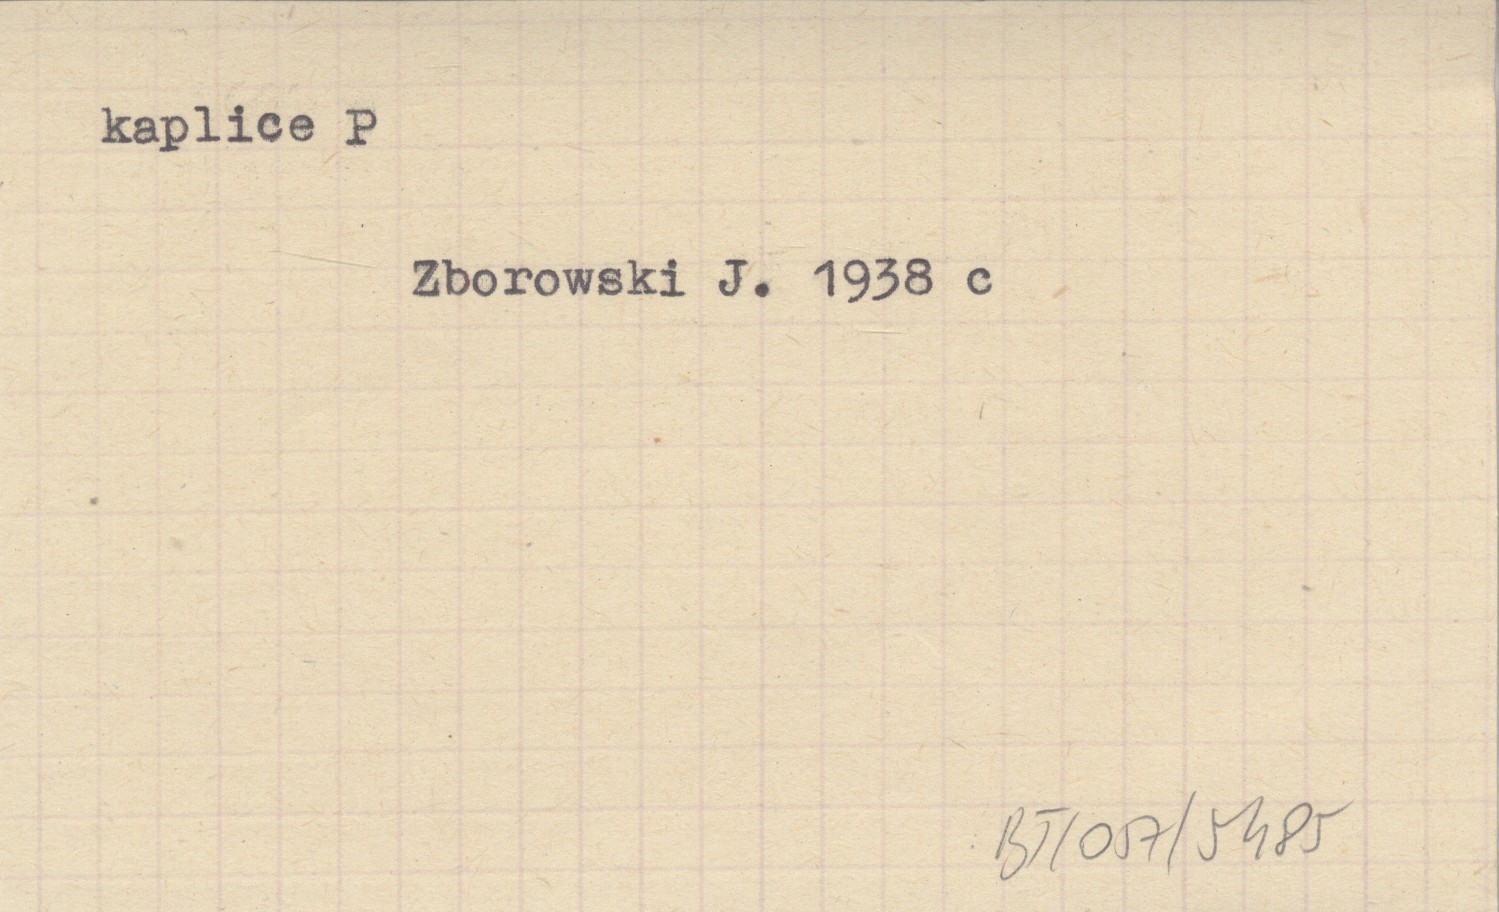 kaplice P
Zborowski J. 1938 c
BT/057/5485